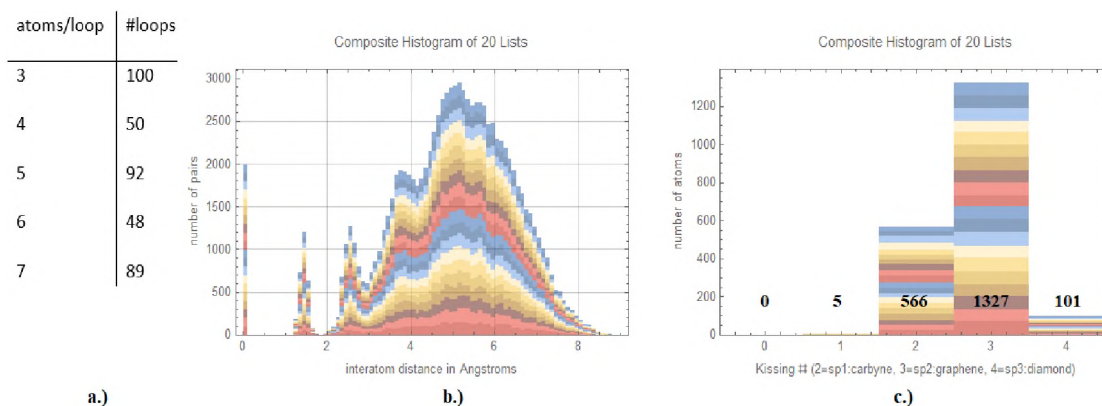 atoms/loop #loops
3 100
4 50
5 92
6 48
7 89
a.)
Composite Histogram of 20 Lists
number of pairs
3000
2500
2000
1500
1000
500
0
0 2 4 6 8
interatom distance in Angstroms
b.)
Composite Histogram of 20 Lists
number of atoms
1200
1000
800
600
400
200
0
0 5 566 1327 101
0 1 2 3 4
Kissing # (2=sp1:carbyne, 3=sp2:graphene, 4=sp3:diamond)
c.)